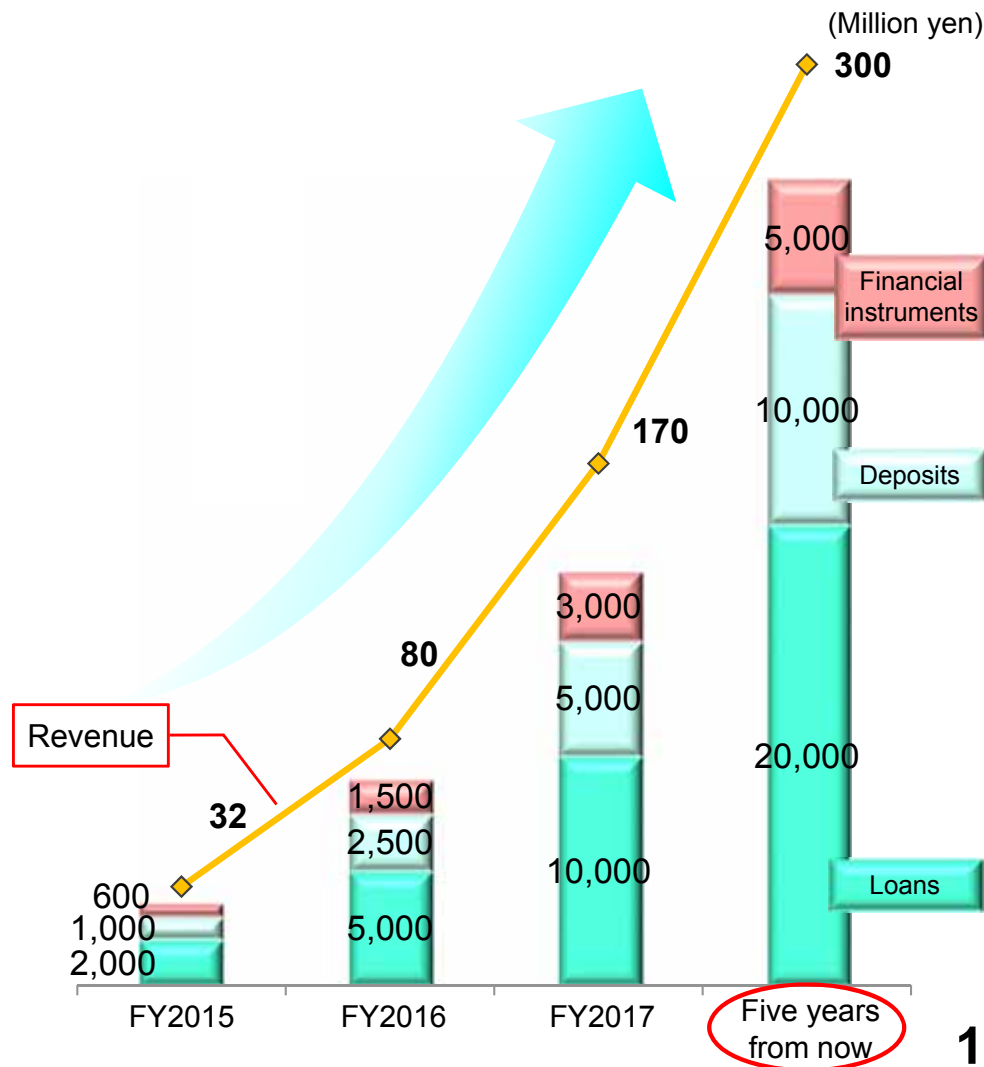 (Million yen)
300
5,000
Financial
instruments
10,000
170
Deposits
3,000
80
5,000
Revenue
20,000
1,500
32
2,500
10,000
600
Loans
1,000
5,000
2,000
FY2015
FY2016
FY2017
Five years
from now
1